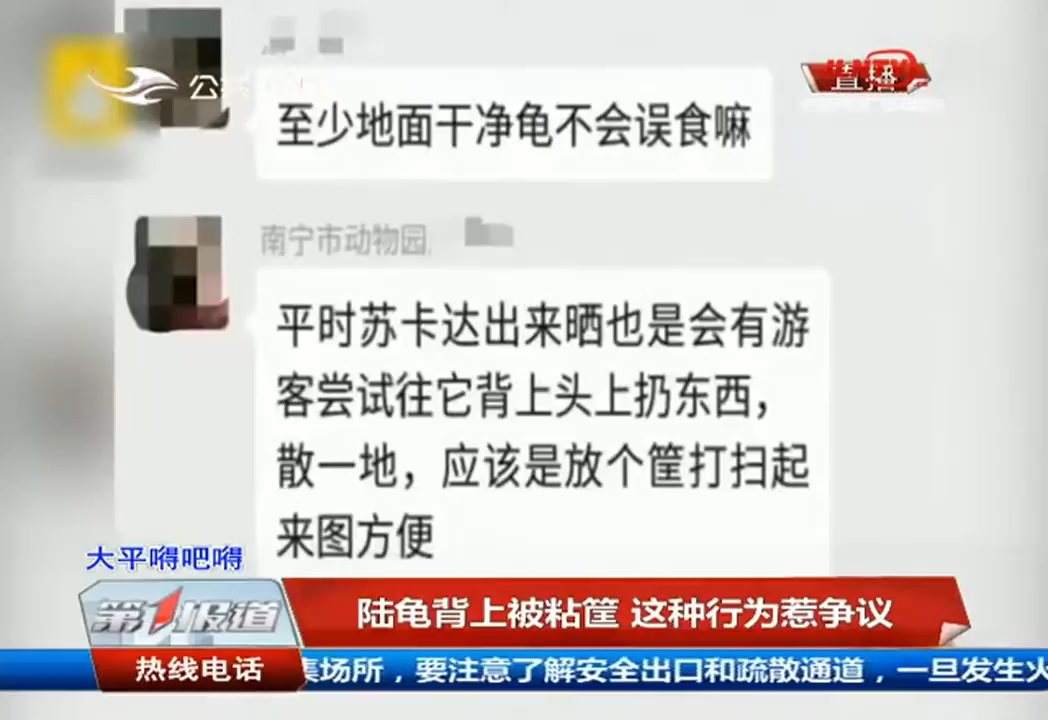 直播
至少地面干净龟不会误食嘛
南宁市动物园
平时苏卡达出来晒也是会有游
客尝试往它背上头上扔东西，
散一地，应该是放个筐打扫起
来图方便
大平嘚吧嘚
第1报道
陆龟背上被粘筐 这种行为惹争议
热线电话
集场所，要注意了解安全出口和疏散通道，一旦发生火